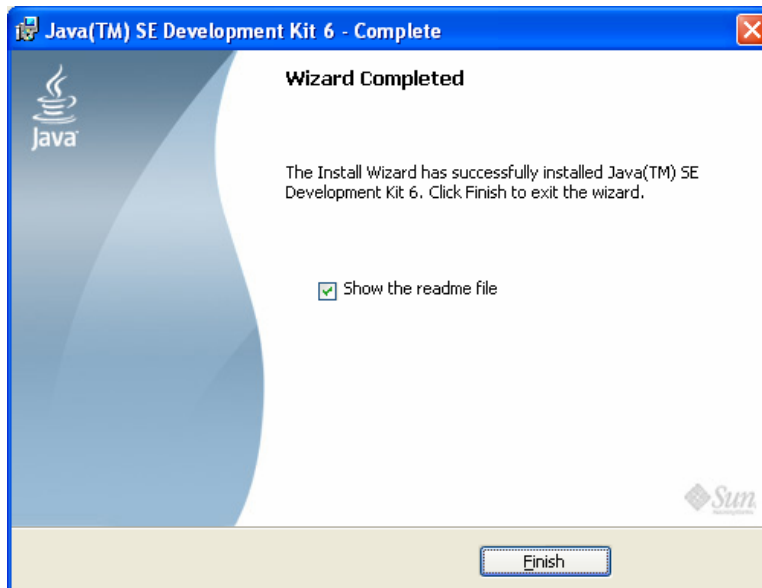 Java(TM) SE Development Kit 6 - Complete
Java
Wizard Completed
The Install Wizard has successfully installed Java(TM) SE
Development Kit 6. Click Finish to exit the wizard.
Show the readme file
Sun
Finish